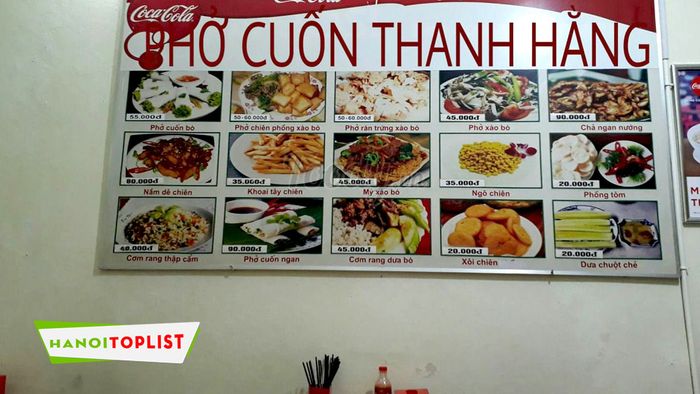 Coca-Cola
Cola
PHỞ CUỐN THANH HẰNG
55.000đ
50-60.000đ
50-60.000đ
45.000đ
90.000đ
Phở cuốn bò
Phở chiên phồng xào bò
Phở rán trứng xào bò
Phở xào bò
Chả ngan nướng
80.000đ
35.000đ
45.000đ
35.000đ
20.000đ
Nầm dê chiên
Khoai tây chiên
Mỳ xào bò
Ngô chiên
Phồng tôm
40.000đ
90.000đ
45.000đ
20.000đ
20.000đ
Cơm rang thập cẩm
Phở cuốn ngan
Cơm rang dưa bò
Xôi chiên
Dưa chuột chẻ
HANOITOPLIST